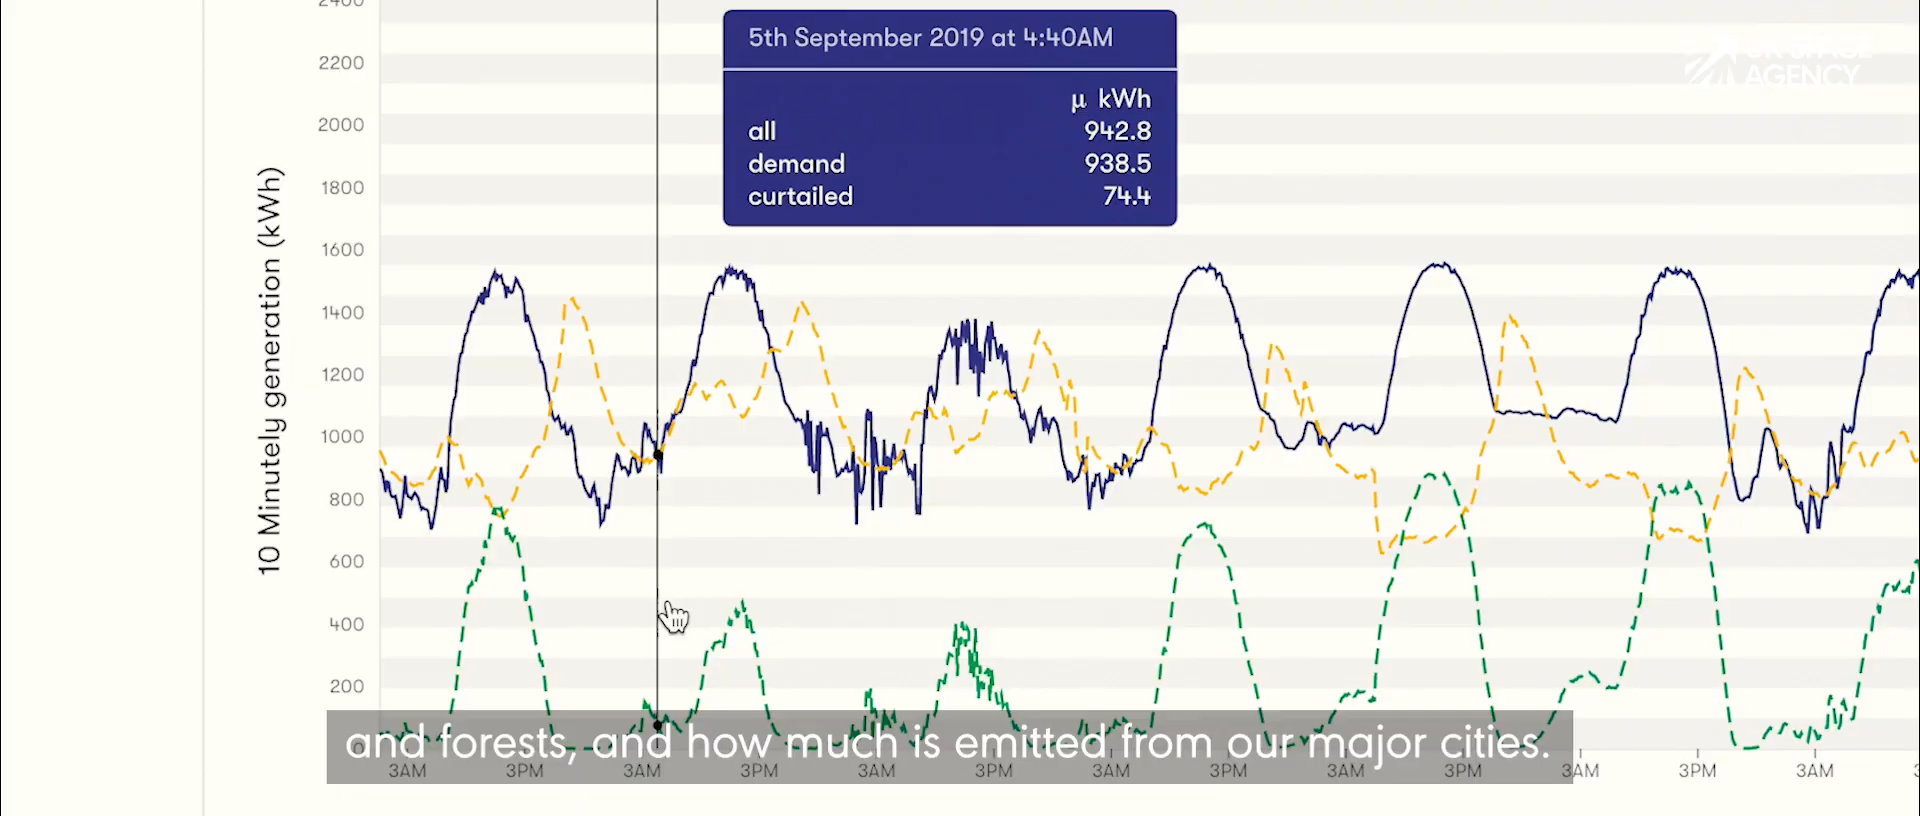 2400
5th September 2019 at 4:40AM
AGENCY
2200
μ kWh
2000
all 942.8
demand 938.5
1800
curtailed 74.4
1600
1400
1200
1000
800
600
400
200
10 Minutely generation (kWh)
and forests, and how much is emitted from our major cities.
3AM 3PM 3AM 3PM 3AM 3PM 3AM 3PM 3AM 3PM 3AM 3PM 3AM